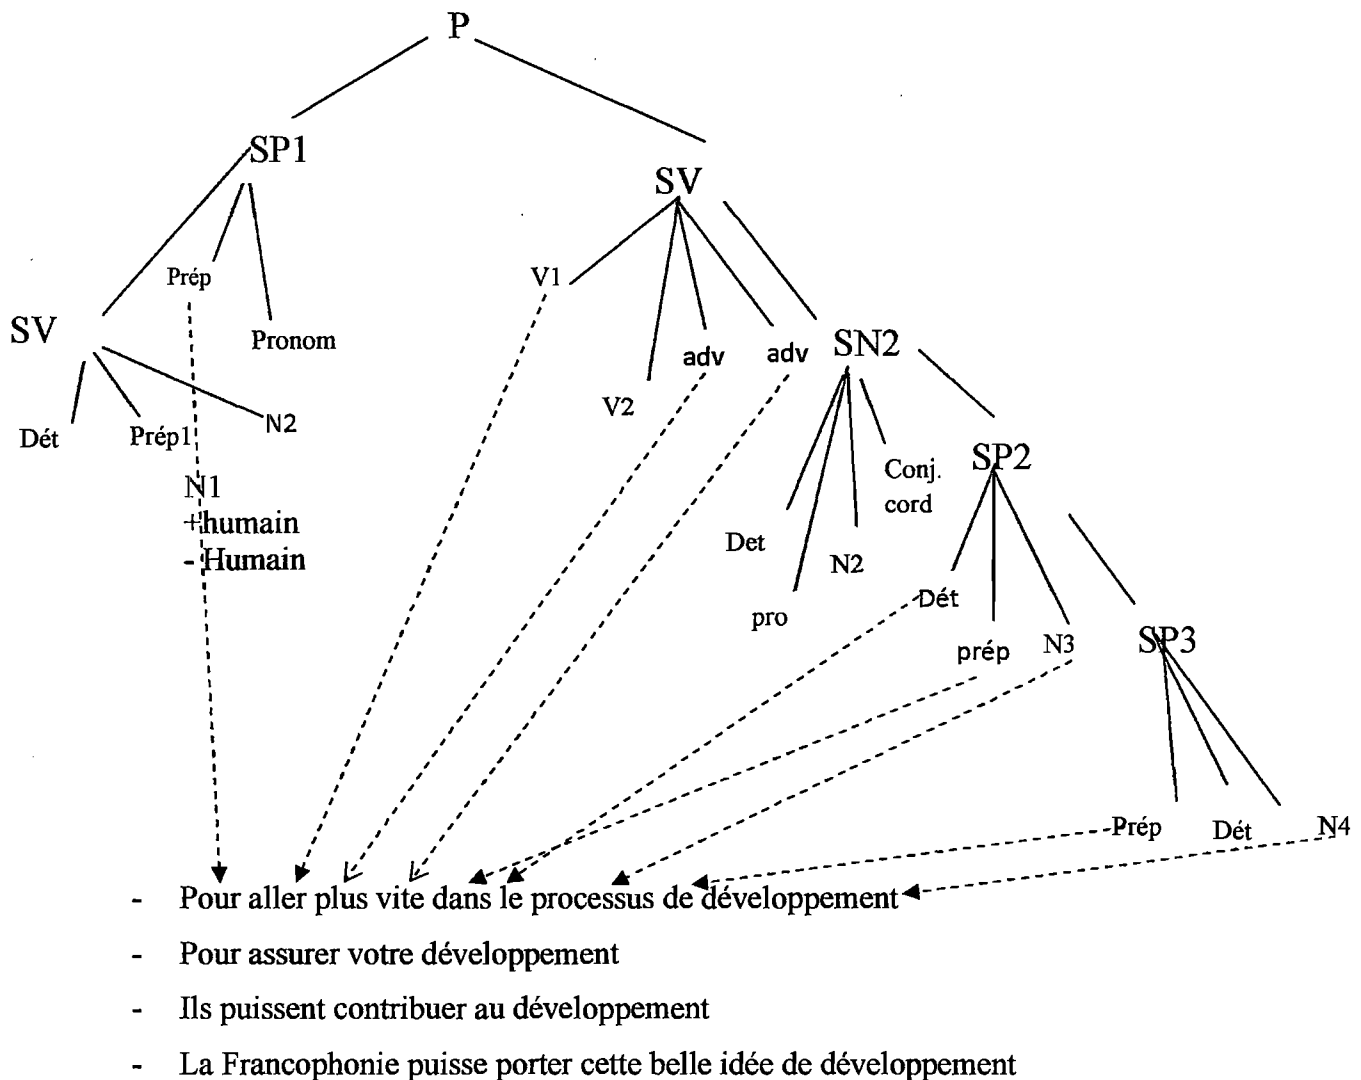 P
SP1
SV
Prép
V1
SV
Pronom
adv
adv
SN2
V2
N2
Dét
Prép1
Conj.
cord
SP2
N1
+humain
- Humain
Det
N2
Dét
pro
prép
N3
SP3
Prép
Dét
N4
- Pour aller plus vite dans le processus de développement
- Pour assurer votre développement
- Ils puissent contribuer au développement
- La Francophonie puisse porter cette belle idée de développement